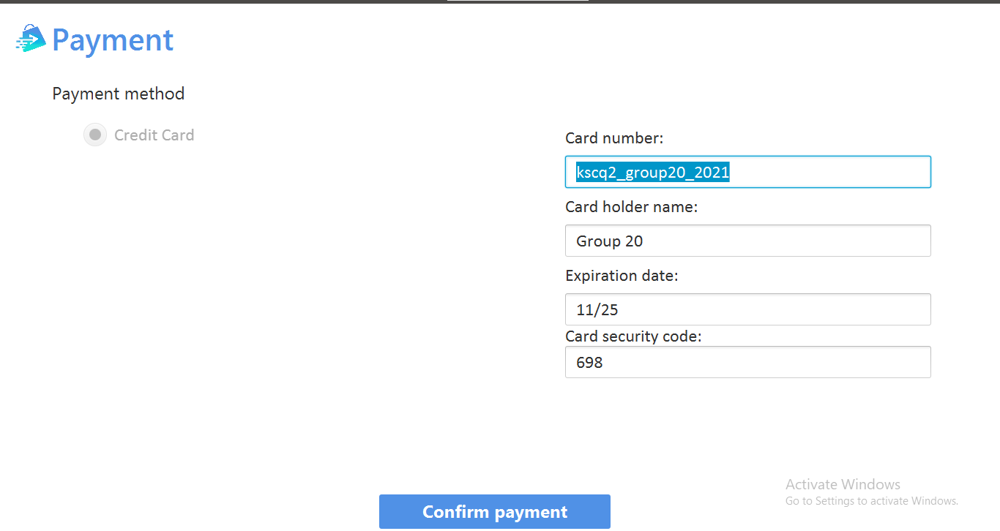 Payment
Payment method
Credit Card
Card number:
kscq2_group20_2021
Card holder name:
Group 20
Expiration date:
11/25
Card security code:
698
Confirm payment
Activate Windows
Go to Settings to activate Windows.